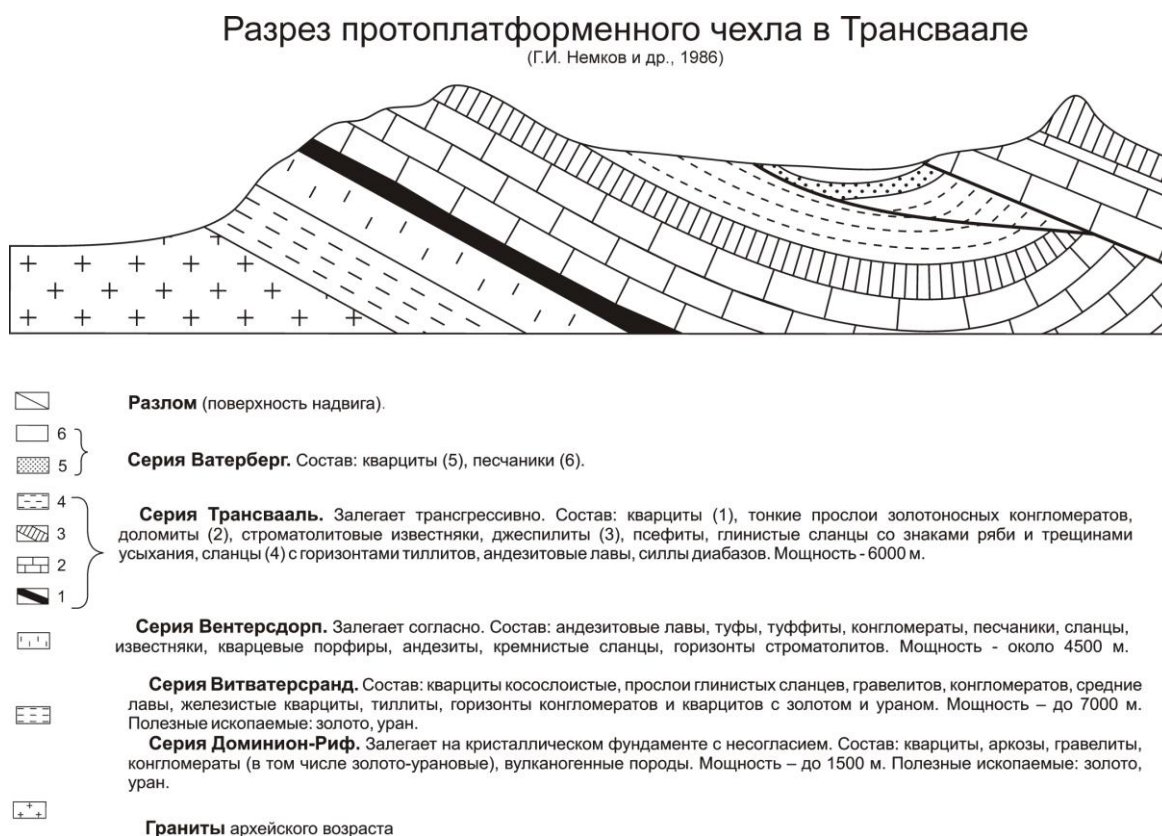 Разрез протоплатформенного чехла в Трансваале
(Г.И. Немков и др., 1986)
Разлом (поверхность надвига).
6
5
Серия Ватерберг. Состав: кварциты (5), песчаники (6).
4
3
2
1
Серия Трансвааль. Залегает трансгрессивно. Состав: кварциты (1), тонкие прослои золотоносных конгломератов,
доломиты (2), строматолитовые известняки, джеспилиты (3), псефиты, глинистые сланцы со знаками ряби и трещинами
усыхания, сланцы (4) с горизонтами тиллитов, андезитовые лавы, силлы диабазов. Мощность - 6000 м.
Серия Вентерсдорп. Залегает согласно. Состав: андезитовые лавы, туфы, туффиты, конгломераты, песчаники, сланцы,
известняки, кварцевые порфиры, андезиты, кремнистые сланцы, горизонты строматолитов. Мощность - около 4500 м.
Серия Витватерсранд. Состав: кварциты косослоистые, прослои глинистых сланцев, гравелитов, конгломератов, средние
лавы, железистые кварциты, тиллиты, горизонты конгломератов и кварцитов с золотом и ураном. Мощность – до 7000 м.
Полезные ископаемые: золото, уран.
Серия Доминион-Риф. Залегает на кристаллическом фундаменте с несогласием. Состав: кварциты, аркозы, гравелиты,
конгломераты (в том числе золото-урановые), вулканогенные породы. Мощность – до 1500 м. Полезные ископаемые: золото,
уран.
Граниты архейского возраста